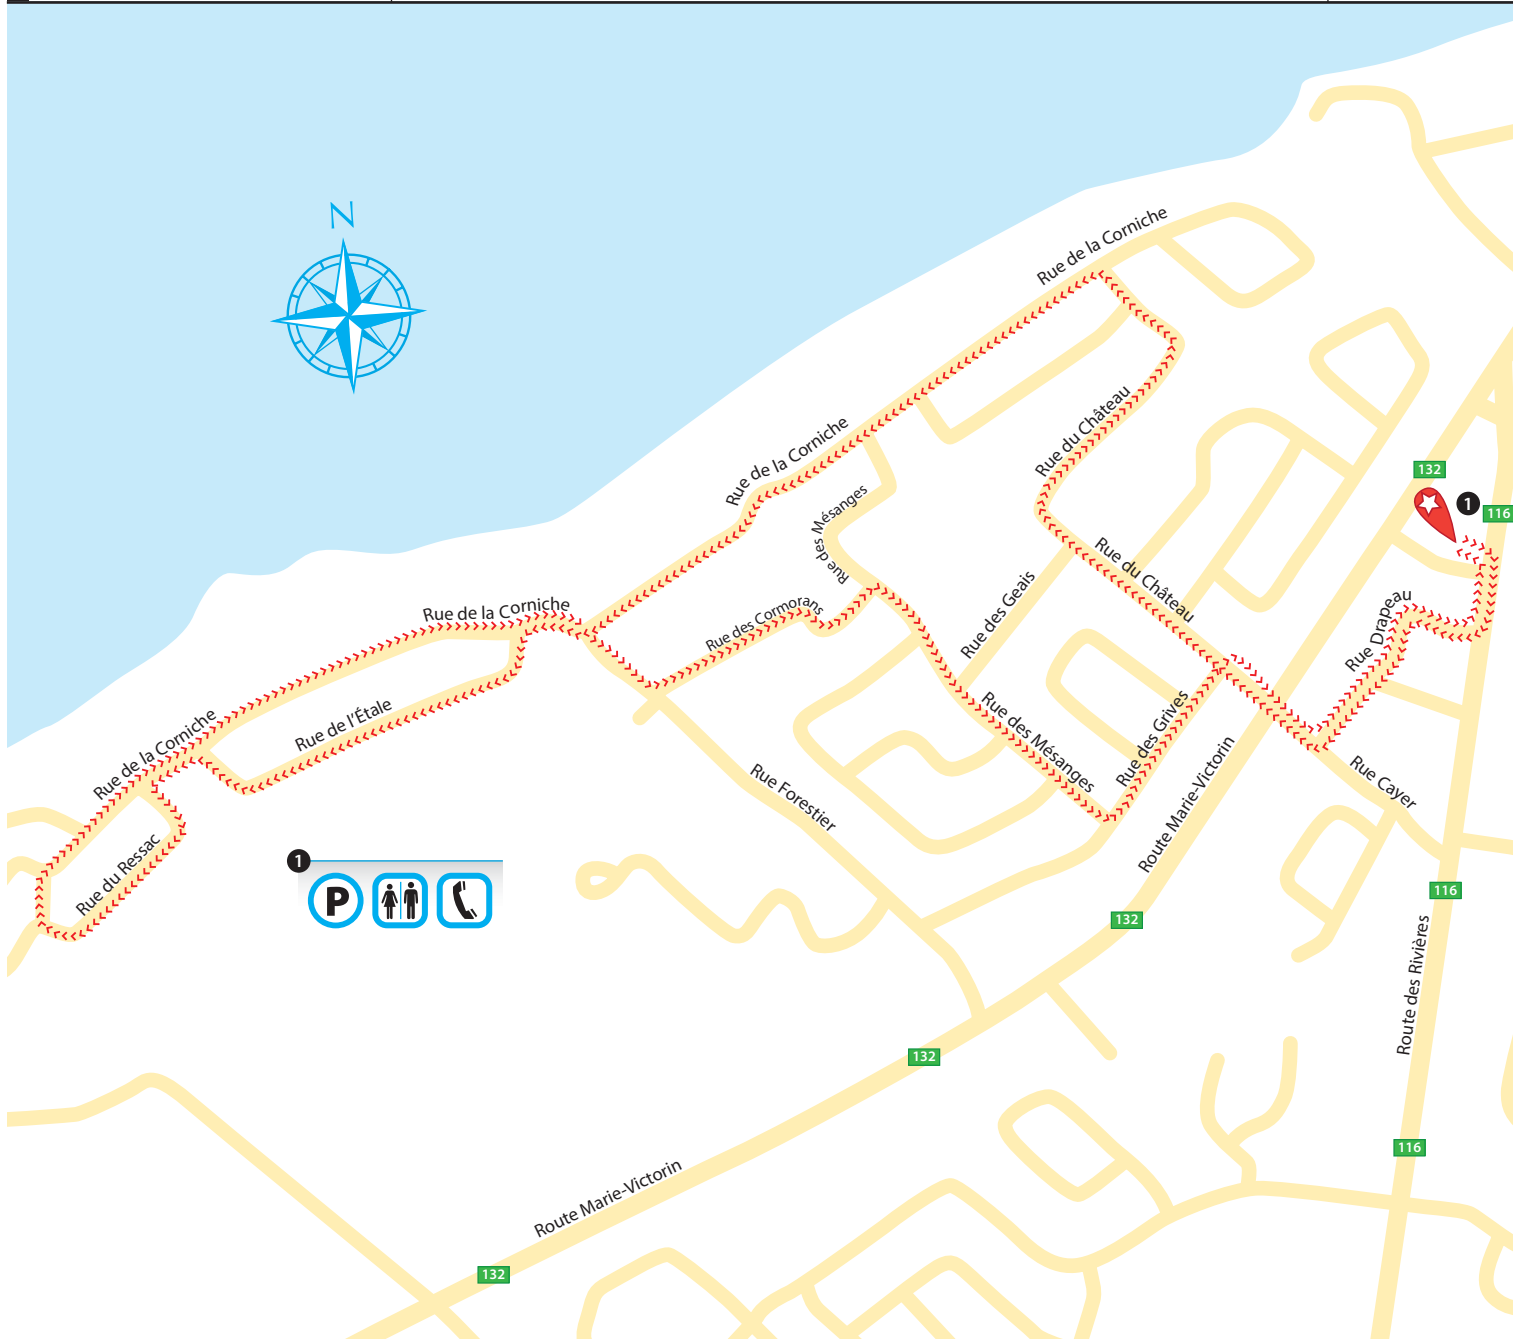 N
Rue de la Corniche
Rue du Château
Rue de la Corniche
132
1
116
Rue des Mésanges
Rue du Château
Rue des Geais
Rue Drapeau
Rue de la Corniche
Rue des Cormorans
Rue des Grives
Rue des Mésanges
Rue de l'Étale
Rue de la Corniche
Route Marie-Victorin
Rue Cayer
Rue Forestier
Rue du Ressac
1
P
116
132
Route des Rivières
132
116
Route Marie-Victorin
132